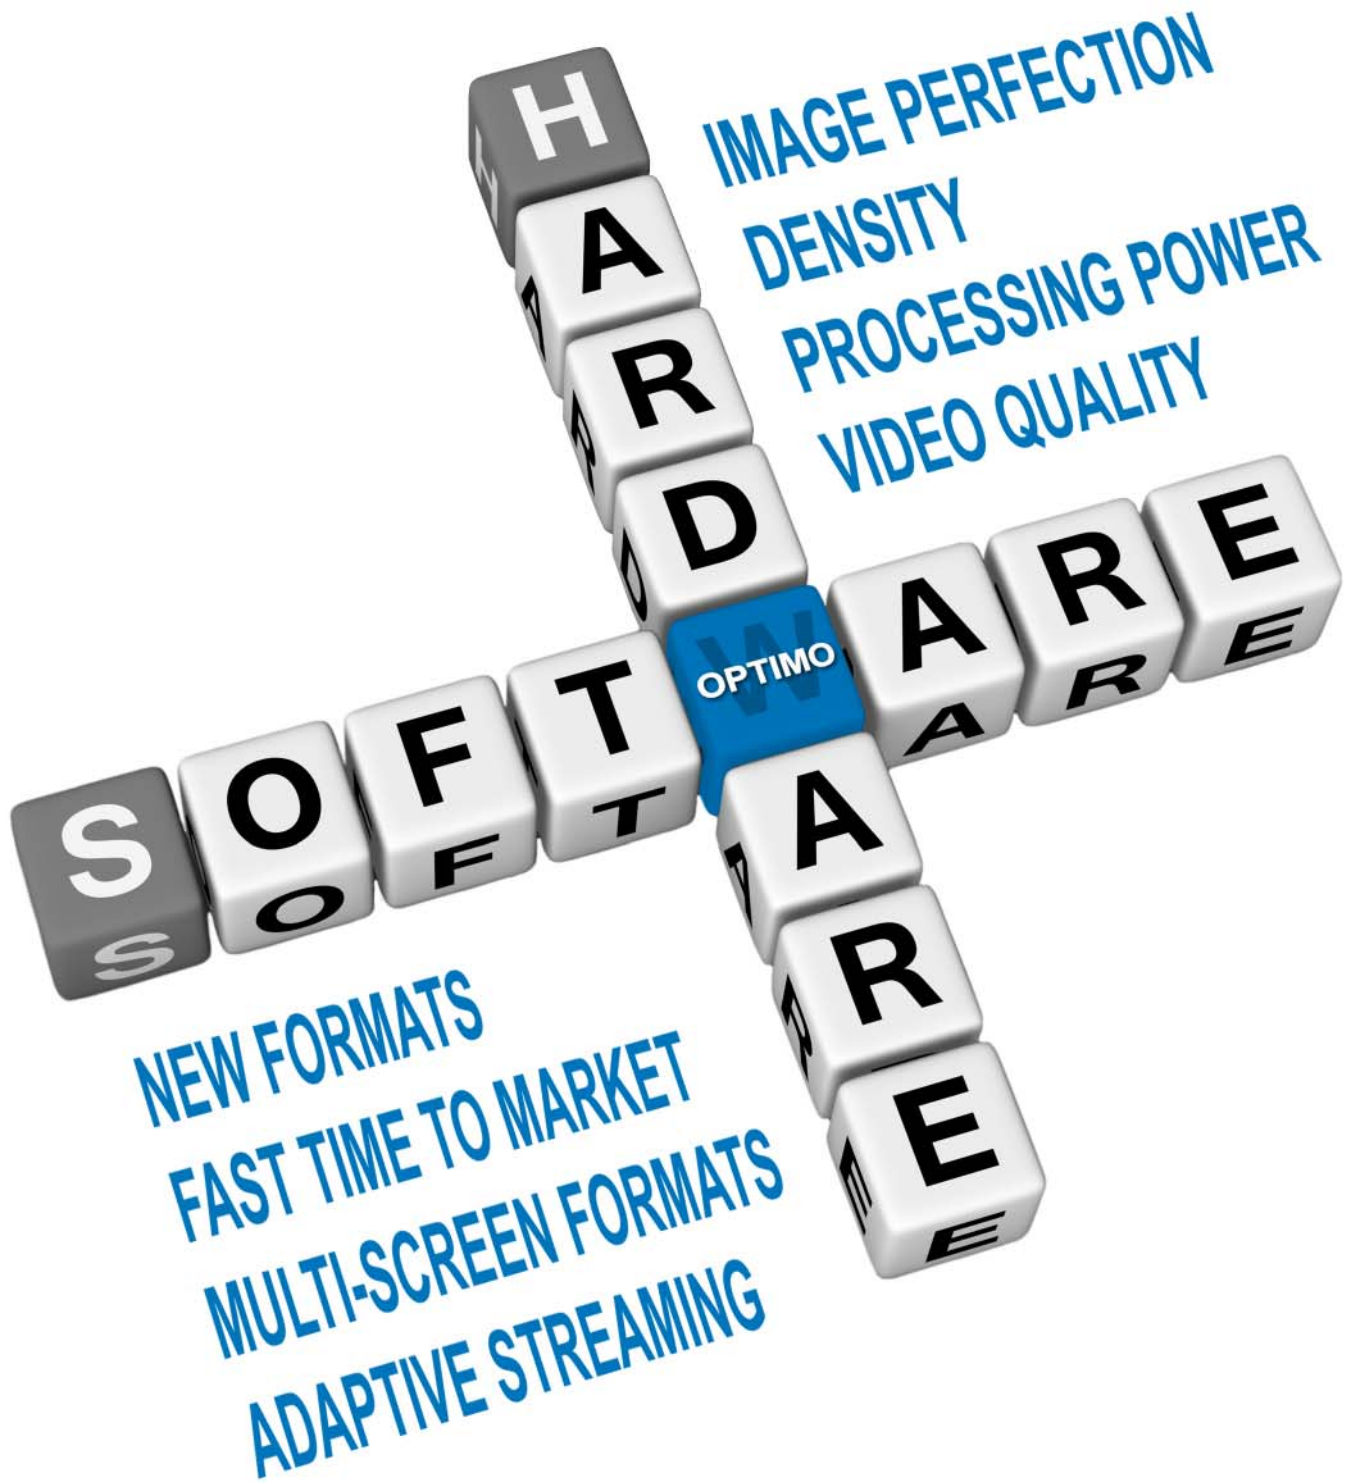 HARDWARE
IMAGE PERFECTION
DENSITY
PROCESSING POWER
VIDEO QUALITY
SOFTWARE
OPTIMO
NEW FORMATS
FAST TIME TO MARKET
MULTI-SCREEN FORMATS
ADAPTIVE STREAMING